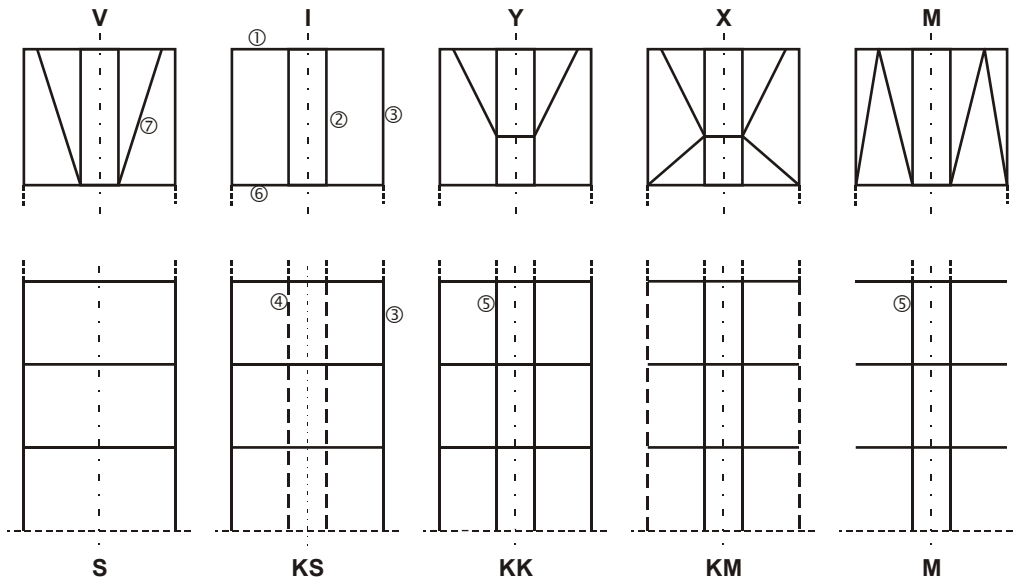 V I Y X M
①
② ③
⑦
⑥
④ ⑤ ⑤
③
S KS KK KM M